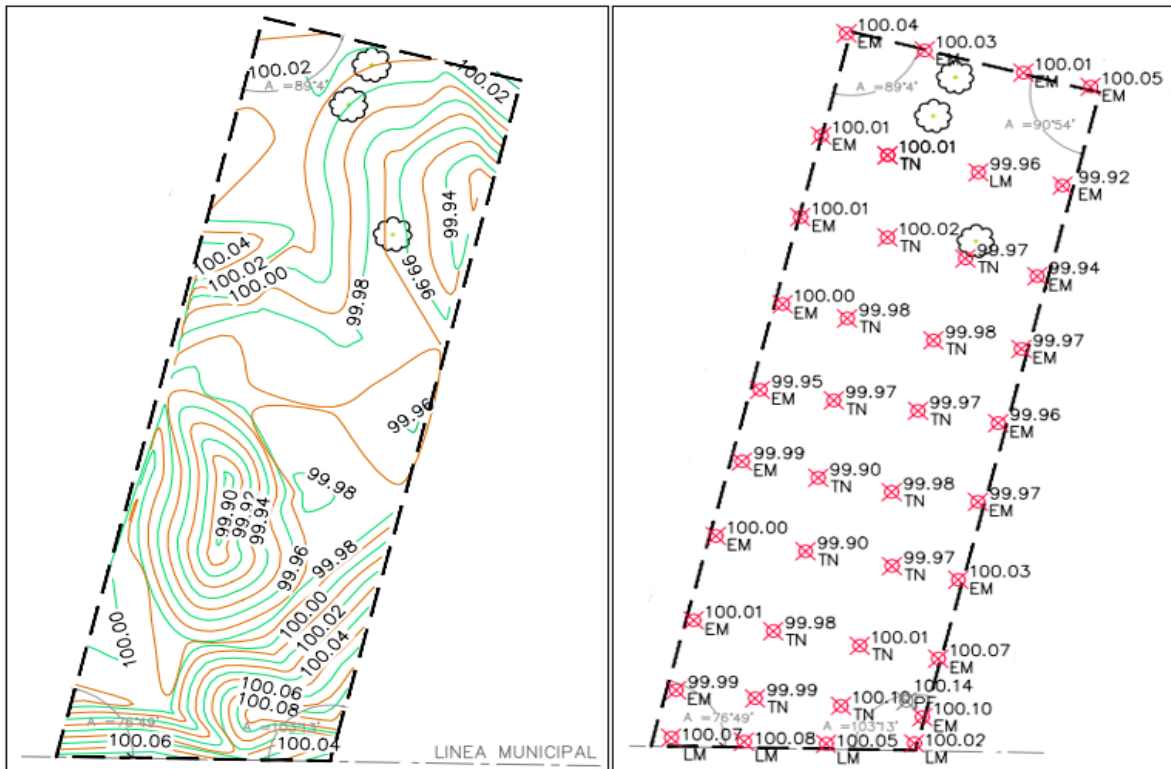 100.02
A =89°4'
100.02
99.94
100.04
100.02
100.00
99.98
99.96
99.96
99.98
99.90
99.92
99.94
99.96
99.98
100.00
100.02
100.04
100.00
100.06
100.08
A =76°49'
A =103°13'
100.06
100.04
LINEA MUNICIPAL
100.04
EM
100.03
EM
100.01
EM
100.05
EM
A =89°4'
A =90°54'
100.01
EM
100.01
TN
99.96
LM
99.92
EM
100.01
EM
100.02
TN
99.97
TN
99.94
EM
100.00
EM
99.98
TN
99.98
TN
99.97
EM
99.95
EM
99.97
TN
99.97
TN
99.96
EM
99.99
EM
99.90
TN
99.98
TN
99.97
EM
100.00
EM
99.90
TN
99.97
TN
100.03
EM
100.01
EM
99.98
TN
100.01
TN
100.07
EM
99.99
EM
99.99
TN
100.10
TN
100.14
PF
100.10
EM
A =76°49'
A =103°13'
100.07
LM
100.08
LM
100.05
LM
100.02
LM